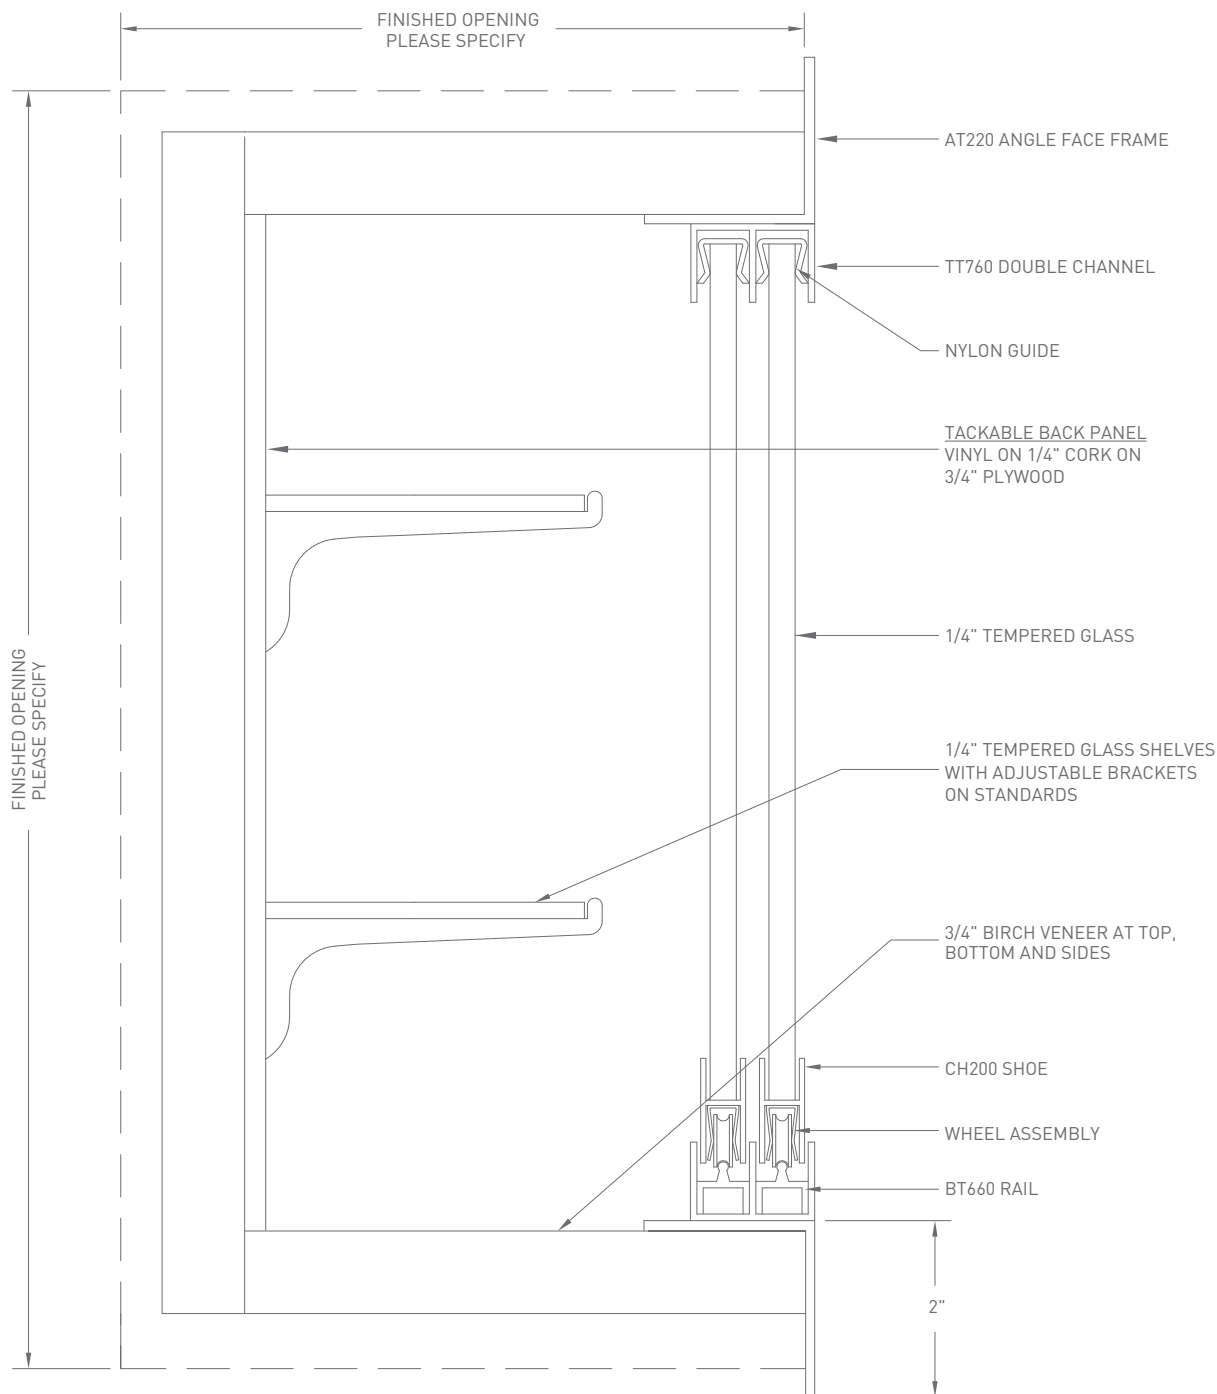 FINISHED OPENING
PLEASE SPECIFY
AT220 ANGLE FACE FRAME
TT760 DOUBLE CHANNEL
NYLON GUIDE
TACKABLE BACK PANEL
VINYL ON 1/4" CORK ON
3/4" PLYWOOD
1/4" TEMPERED GLASS
FINISHED OPENING
PLEASE SPECIFY
1/4" TEMPERED GLASS SHELVES
WITH ADJUSTABLE BRACKETS
ON STANDARDS
3/4" BIRCH VENEER AT TOP,
BOTTOM AND SIDES
CH200 SHOE
WHEEL ASSEMBLY
BT660 RAIL
2"